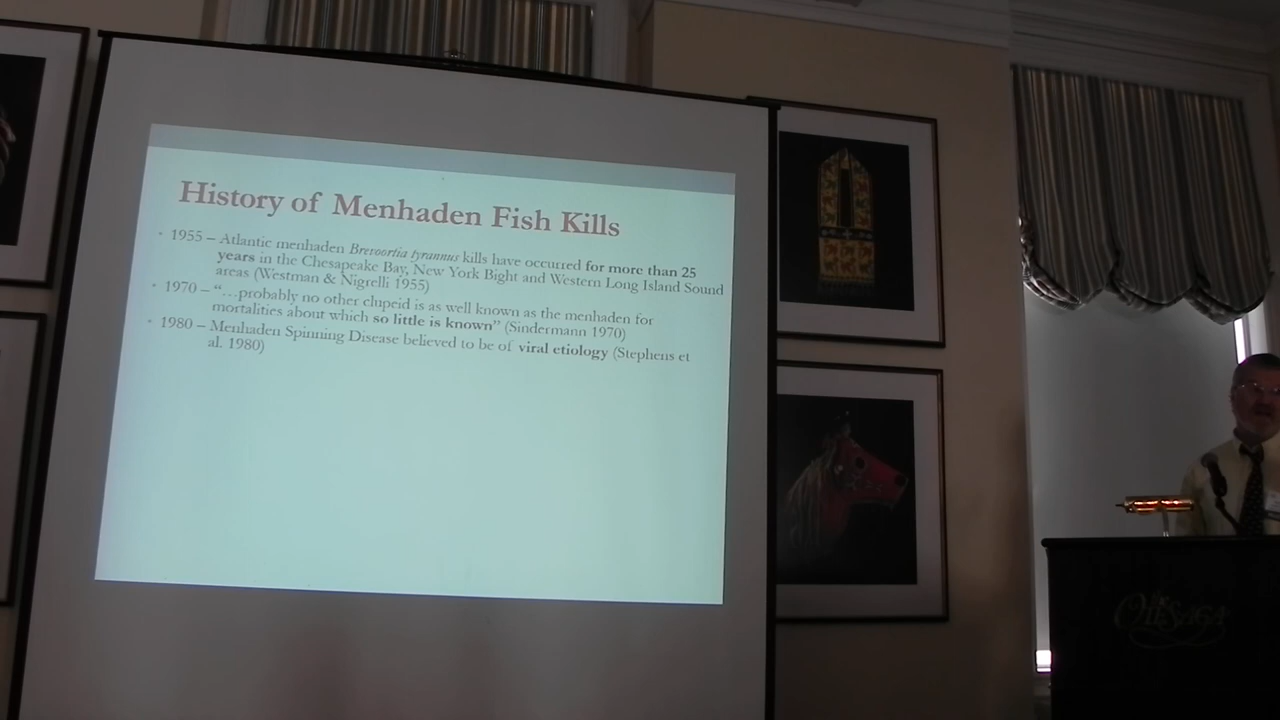 History of Menhaden Fish Kills
• 1955 – Atlantic menhaden Brevoortia tyrannus kills have occurred for more than 25
years in the Chesapeake Bay, New York Bight and Western Long Island Sound
areas (Westman & Nigrelli 1955)
• 1970 – “…probably no other clupeid is as well known as the menhaden for
mortalities about which so little is known” (Sindermann 1970)
• 1980 – Menhaden Spinning Disease believed to be of viral etiology (Stephens et
al. 1980)